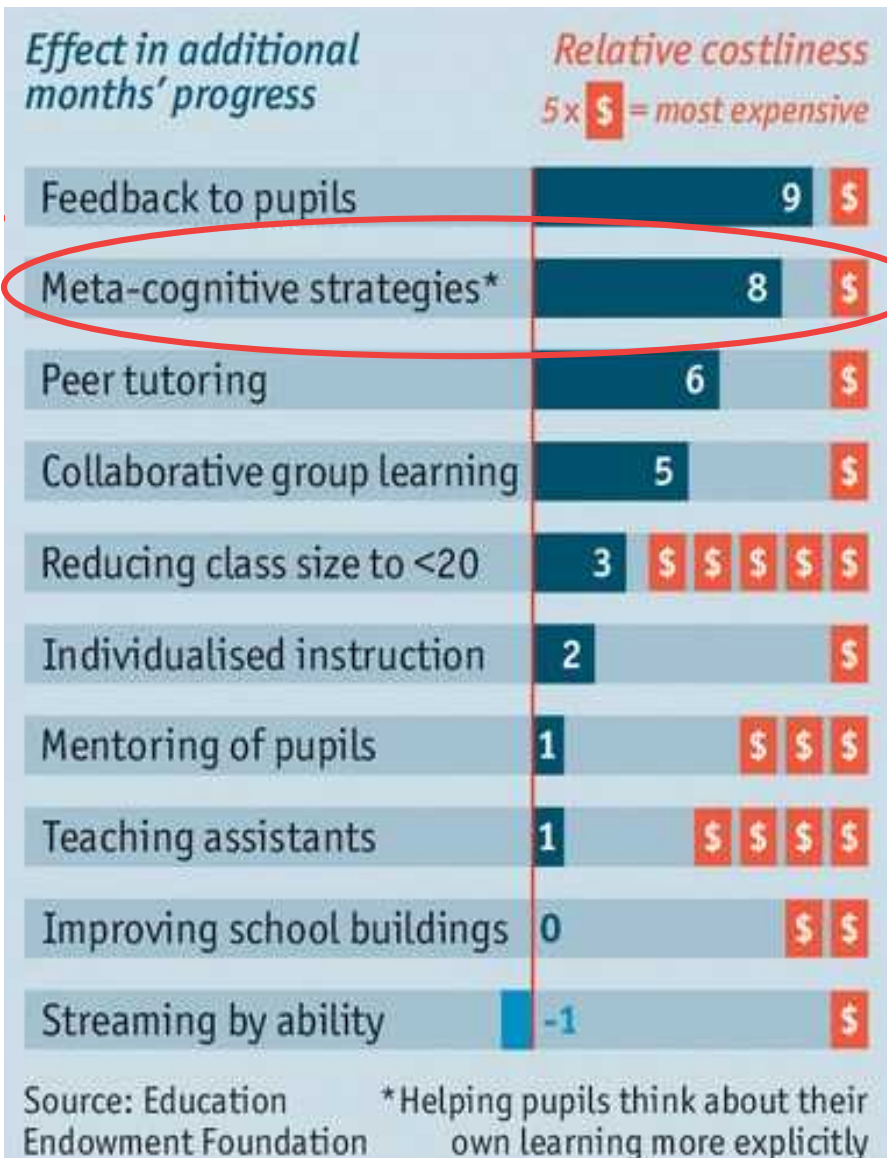 Effect in additional
months' progress
Relative costliness
5 x $ = most expensive
Feedback to pupils 9 $
Meta-cognitive strategies* 8 $
Peer tutoring 6 $
Collaborative group learning 5 $
Reducing class size to <20 3 $ $ $ $ $
Individualised instruction 2 $
Mentoring of pupils 1 $ $ $
Teaching assistants 1 $ $ $ $
Improving school buildings 0 $ $
Streaming by ability -1 $
Source: Education
Endowment Foundation
*Helping pupils think about their
own learning more explicitly